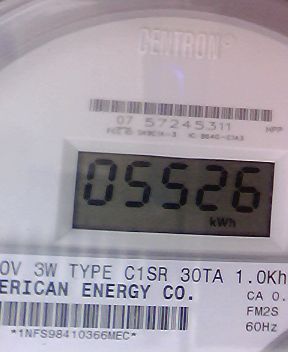 CENTRON®
07 57245311
05526
kWh
0V 3W TYPE C1SR 30TA 1.0Kh
ERICAN ENERGY CO.
CA 0.
FM2S
60Hz
*1NFS98410366MEC*